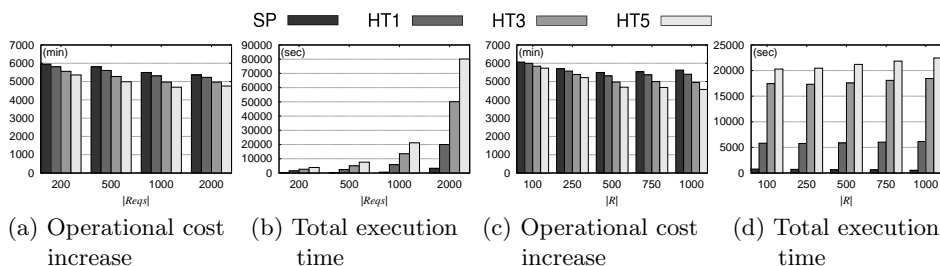 SP HT1 HT3 HT5
(min)
7000
6000
5000
4000
3000
2000
1000
0
200 500 1000 2000
|Reqs|
(a) Operational cost increase
(sec)
90000
80000
70000
60000
50000
40000
30000
20000
10000
0
200 500 1000 2000
|Reqs|
(b) Total execution time
(min)
7000
6000
5000
4000
3000
2000
1000
0
100 250 500 750 1000
|R|
(c) Operational cost increase
(sec)
25000
20000
15000
10000
5000
0
100 250 500 750 1000
|R|
(d) Total execution time